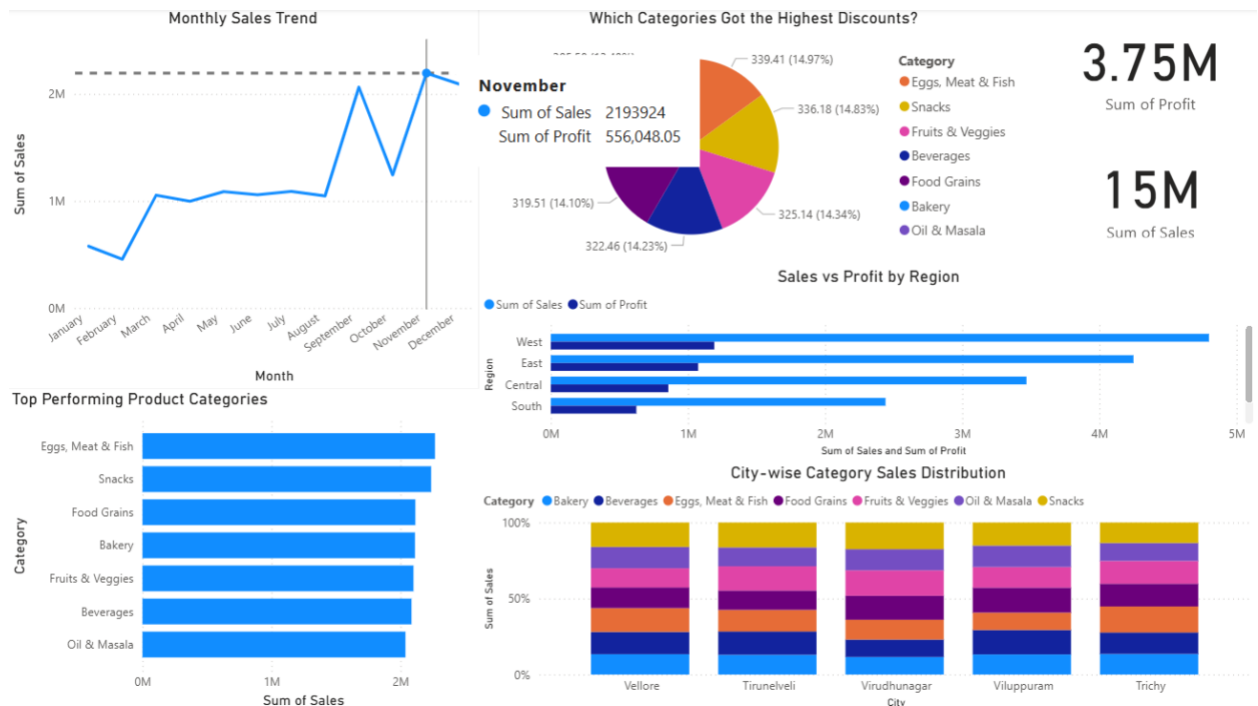 Monthly Sales Trend
Sum of Sales
2M
1M
0M
January
February
March
April
May
June
July
August
September
October
November
December
Month
November
Sum of Sales 2193924
Sum of Profit 556,048.05
Which Categories Got the Highest Discounts?
339.41 (14.97%)
336.18 (14.83%)
325.14 (14.34%)
322.46 (14.23%)
319.51 (14.10%)
Category
Eggs, Meat & Fish
Snacks
Fruits & Veggies
Beverages
Food Grains
Bakery
Oil & Masala
3.75M
Sum of Profit
15M
Sum of Sales
Sales vs Profit by Region
Sum of Sales Sum of Profit
Region
West
East
Central
South
0M 1M 2M 3M 4M 5M
Sum of Sales and Sum of Profit
Top Performing Product Categories
Category
Eggs, Meat & Fish
Snacks
Food Grains
Bakery
Fruits & Veggies
Beverages
Oil & Masala
0M 1M 2M
Sum of Sales
City-wise Category Sales Distribution
Category Bakery Beverages Eggs, Meat & Fish Food Grains Fruits & Veggies Oil & Masala Snacks
Sum of Sales
100%
50%
0%
Vellore Tirunelveli Virudhunagar Viluppuram Trichy
City